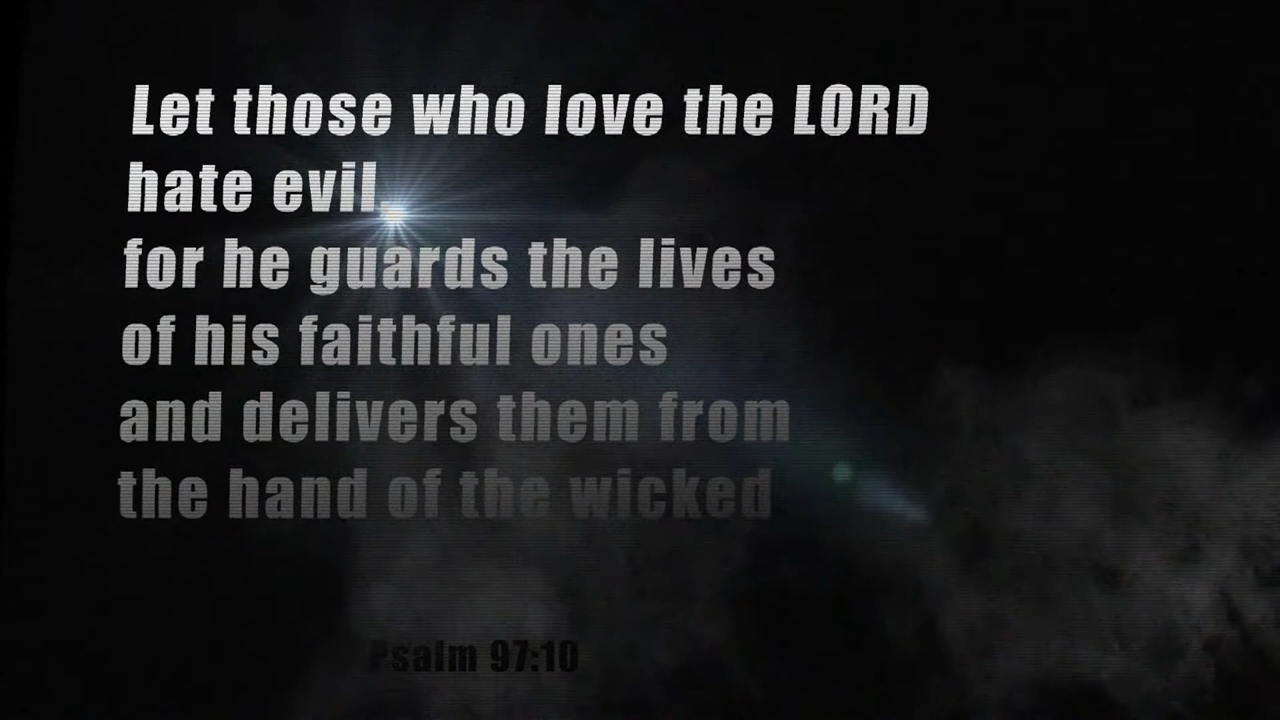 Let those who love the LORD
hate evil,
for he guards the lives
of his faithful ones
and delivers them from
the hand of the wicked
Psalm 97:10